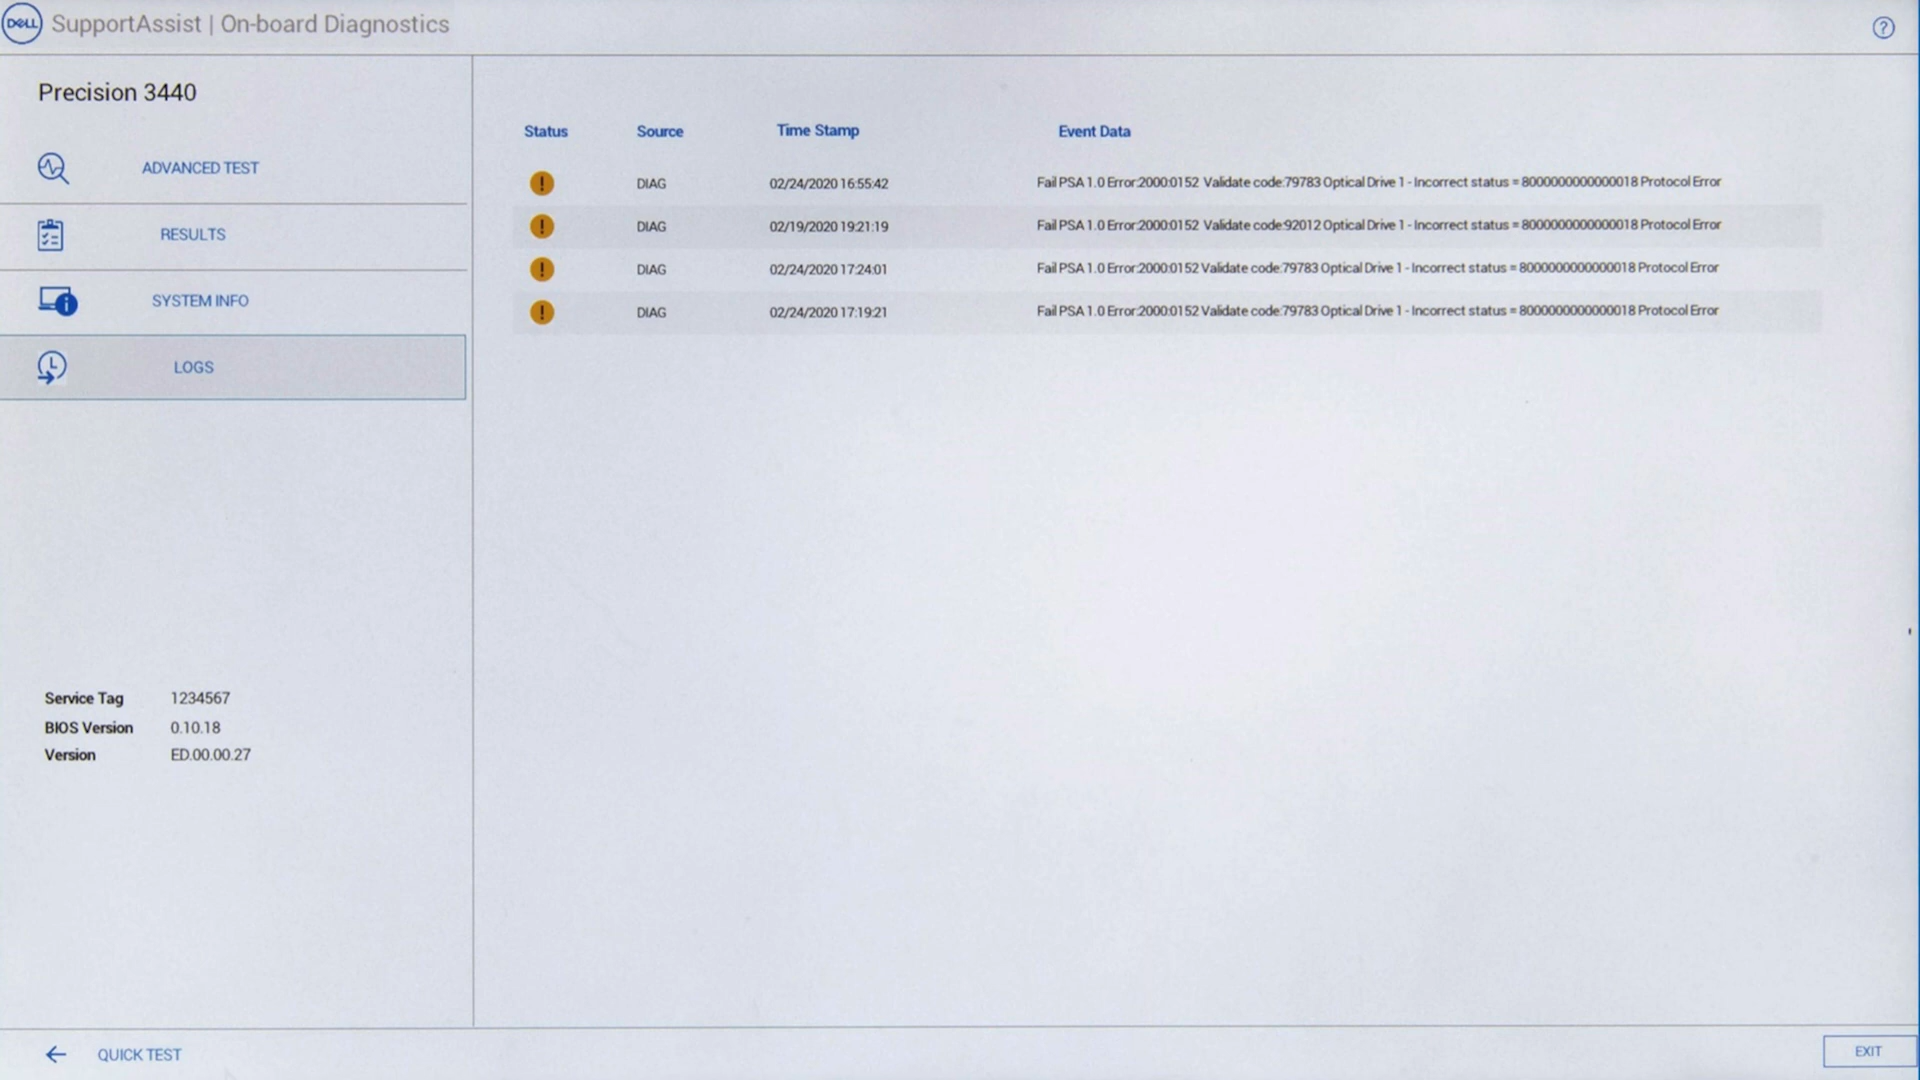 DELL SupportAssist | On-board Diagnostics
?
Precision 3440
ADVANCED TEST
RESULTS
SYSTEM INFO
LOGS
Service Tag 1234567
BIOS Version 0.10.18
Version ED.00.00.27
Status Source Time Stamp Event Data
! DIAG 02/24/2020 16:55:42 Fail PSA 1.0 Error:2000:0152 Validate code:79783 Optical Drive 1 - Incorrect status = 8000000000000018 Protocol Error
! DIAG 02/19/2020 19:21:19 Fail PSA 1.0 Error:2000:0152 Validate code:92012 Optical Drive 1 - Incorrect status = 8000000000000018 Protocol Error
! DIAG 02/24/2020 17:24:01 Fail PSA 1.0 Error:2000:0152 Validate code:79783 Optical Drive 1 - Incorrect status = 8000000000000018 Protocol Error
! DIAG 02/24/2020 17:19:21 Fail PSA 1.0 Error:2000:0152 Validate code:79783 Optical Drive 1 - Incorrect status = 8000000000000018 Protocol Error
QUICK TEST
EXIT